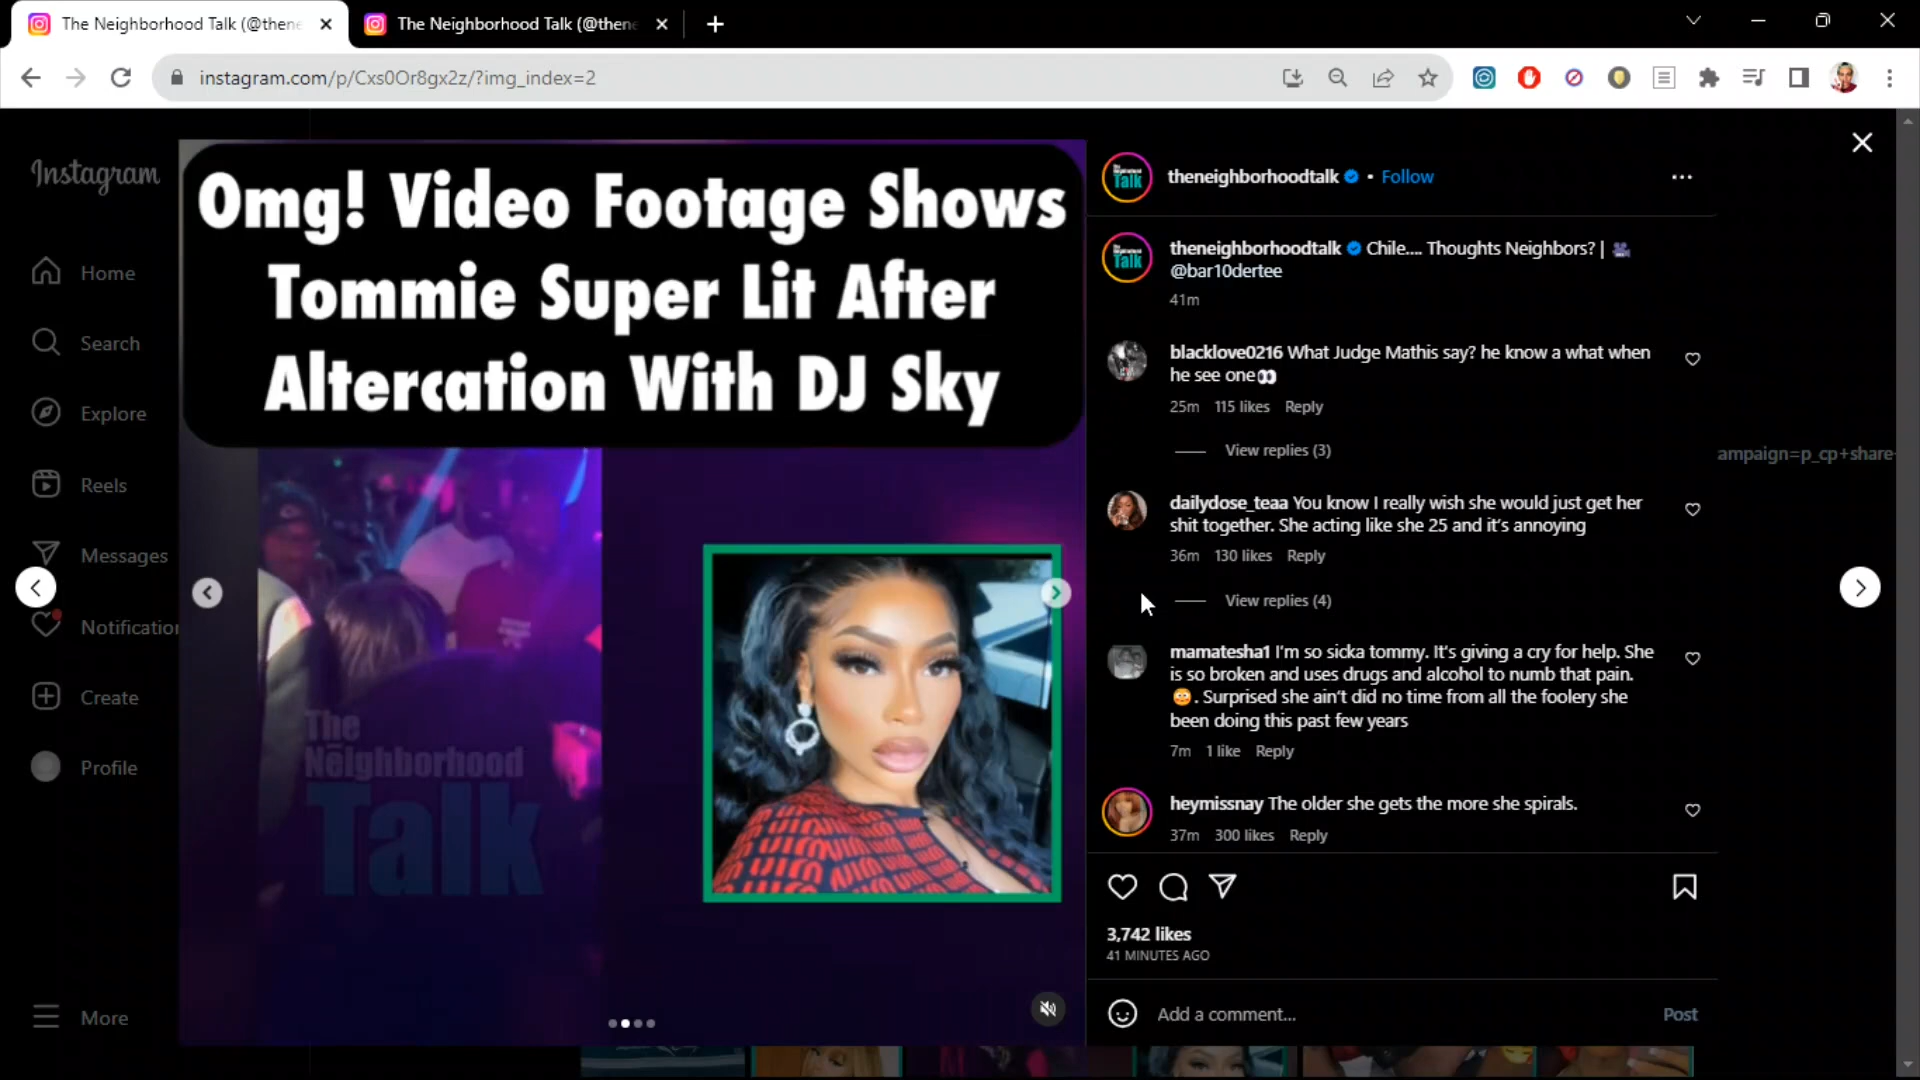 The Neighborhood Talk (@thene
The Neighborhood Talk (@thene
instagram.com/p/Cxs0Or8gx2z/?img_index=2
Instagram
Home
Search
Explore
Reels
Messages
Notification
Create
Profile
More
Omg! Video Footage Shows
Tommie Super Lit After
Altercation With DJ Sky
The
Neighborhood
Talk
Talk
theneighborhoodtalk • Follow
Talk
theneighborhoodtalk Chile.... Thoughts Neighbors? |
@bar10dertee
41m
blacklove0216 What Judge Mathis say? he know a what when
he see one👀
25m 115 likes Reply
View replies (3)
ampaign=p_cp+share-
dailydose_teaa You know I really wish she would just get her
shit together. She acting like she 25 and it's annoying
36m 130 likes Reply
View replies (4)
mamatesha1 I'm so sicka tommy. It's giving a cry for help. She
is so broken and uses drugs and alcohol to numb that pain.
😳. Surprised she ain't did no time from all the foolery she
been doing this past few years
7m 1 like Reply
heymissnay The older she gets the more she spirals.
37m 300 likes Reply
3,742 likes
41 MINUTES AGO
Add a comment...
Post